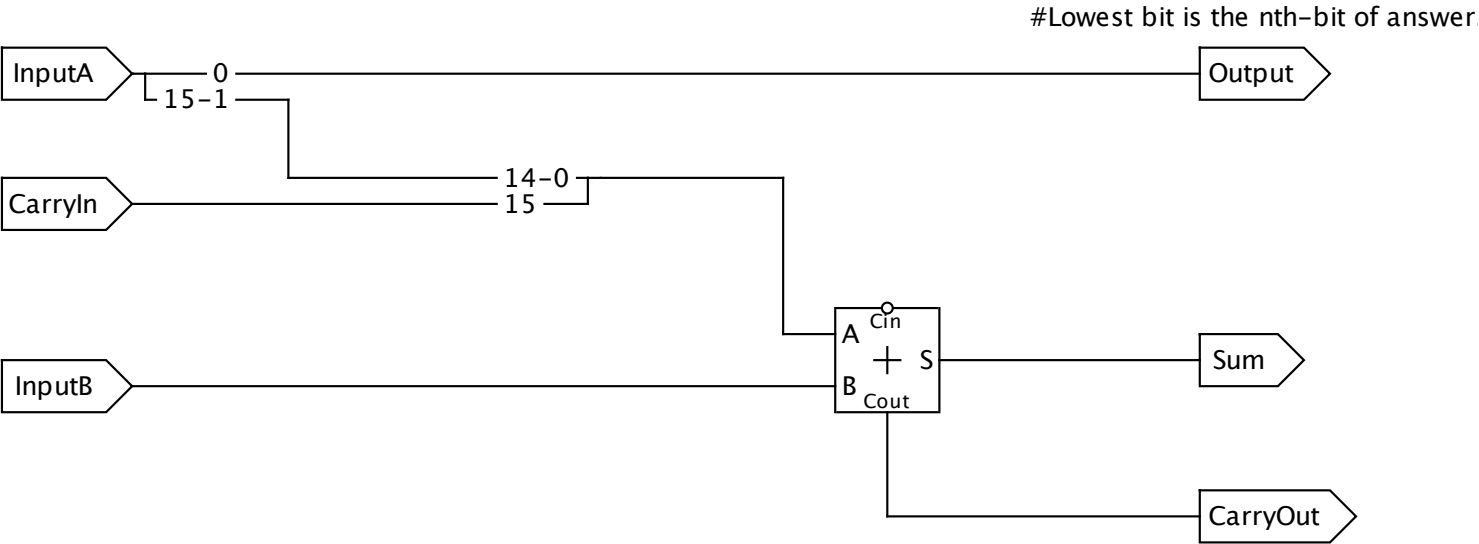 #Lowest bit is the nth-bit of answer.
InputA
0
Output
15-1
14-0
CarryIn
15
Cin
A
+
S
Sum
InputB
B
Cout
CarryOut